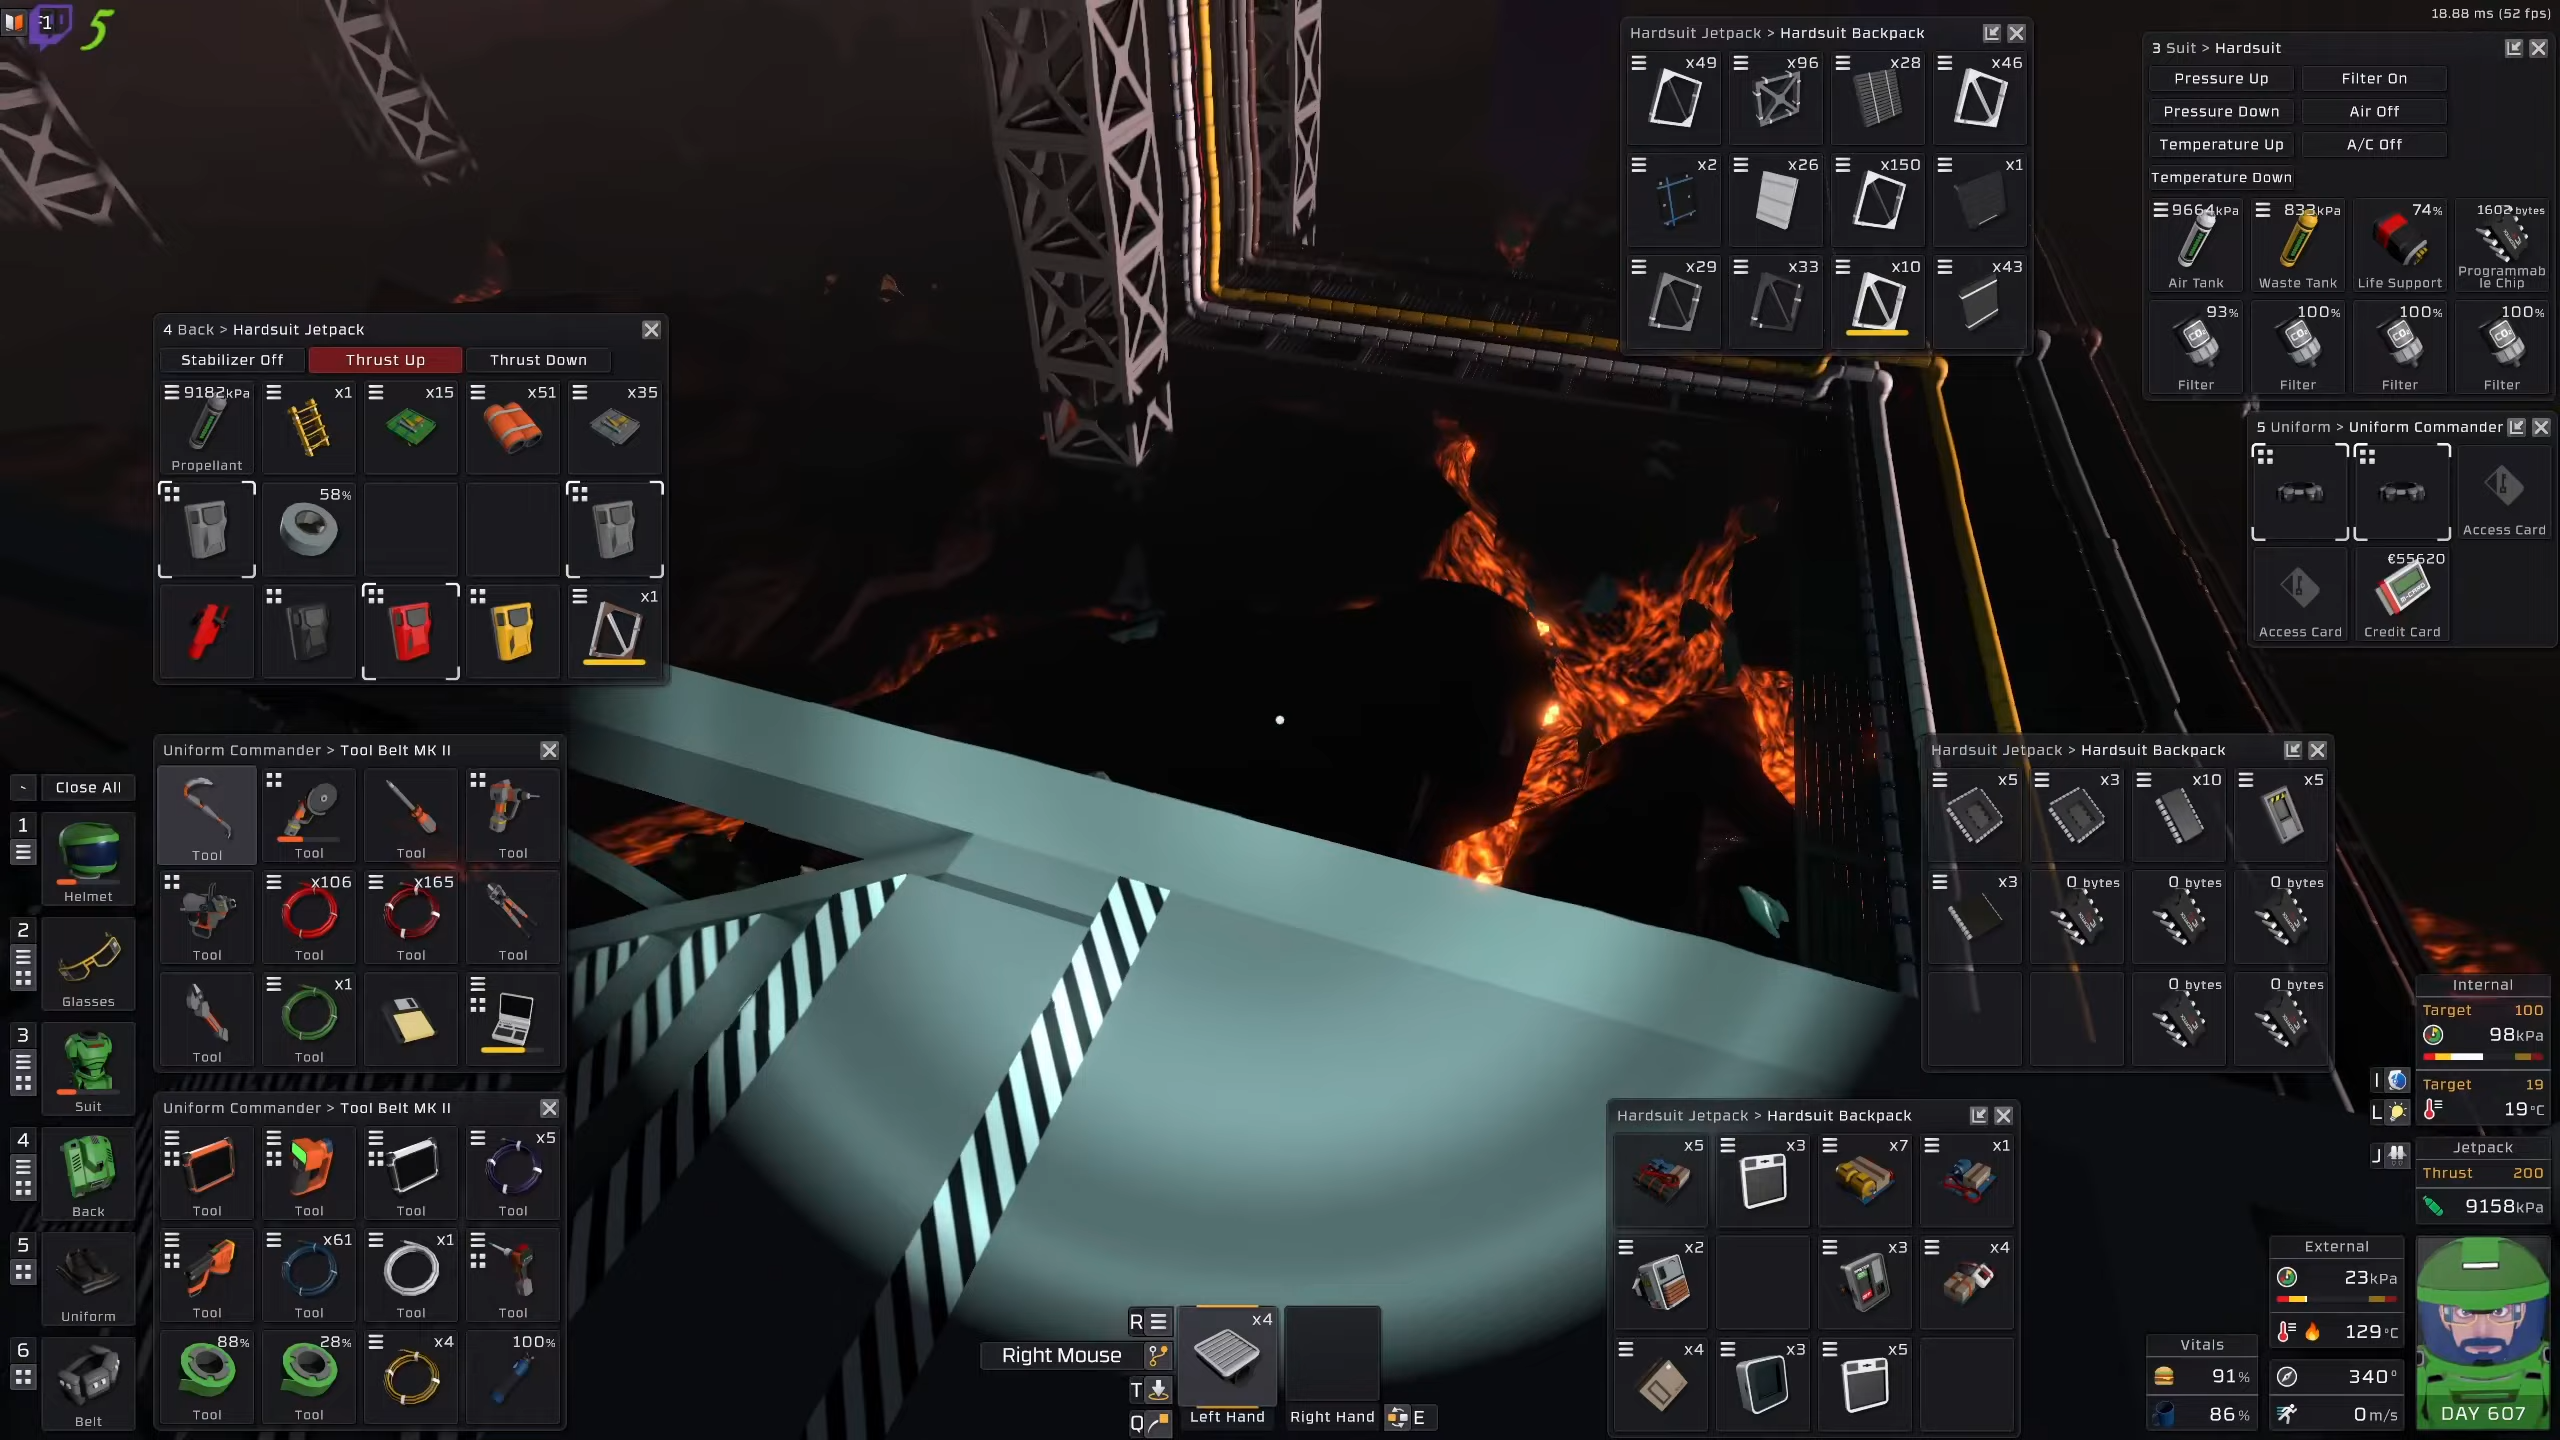 F1
5
18.88 ms (52 fps)
Hardsuit Jetpack > Hardsuit Backpack
x49
x96
x28
x46
x2
x26
x150
x1
x29
x33
x10
x43
3 Suit > Hardsuit
Pressure Up
Filter On
Pressure Down
Air Off
Temperature Up
A/C Off
Temperature Down
9664kPa
833kPa
74%
1602 bytes
Air Tank
Waste Tank
Life Support
Programmab
le Chip
93%
100%
100%
100%
Filter
Filter
Filter
Filter
4 Back > Hardsuit Jetpack
Stabilizer Off
Thrust Up
Thrust Down
9182kPa
x1
x15
x51
x35
Propellant
58%
x1
5 Uniform > Uniform Commander
Access Card
€55620
Access Card
Credit Card
Uniform Commander > Tool Belt MK II
Tool
Tool
Tool
Tool
x106
x165
Tool
Tool
Tool
Tool
x1
Tool
Tool
Hardsuit Jetpack > Hardsuit Backpack
x5
x3
x10
x5
x3
0 bytes
0 bytes
0 bytes
0 bytes
0 bytes
~ Close All
1
Helmet
2
Glasses
3
Suit
4
Back
5
Uniform
6
Belt
Uniform Commander > Tool Belt MK II
x5
Tool
Tool
Tool
Tool
x61
x1
Tool
Tool
Tool
Tool
88%
28%
x4
100%
Tool
Tool
Tool
Tool
Hardsuit Jetpack > Hardsuit Backpack
x5
x3
x7
x1
x2
x3
x4
x4
x3
x5
R
Right Mouse
T
Q
x4
Left Hand
Right Hand
E
Internal
Target 100
98kPa
I
Target 19
L
19°C
J
Jetpack
Thrust 200
9158kPa
External
23kPa
129°C
Vitals
91%
340°
86%
0m/s
DAY 607